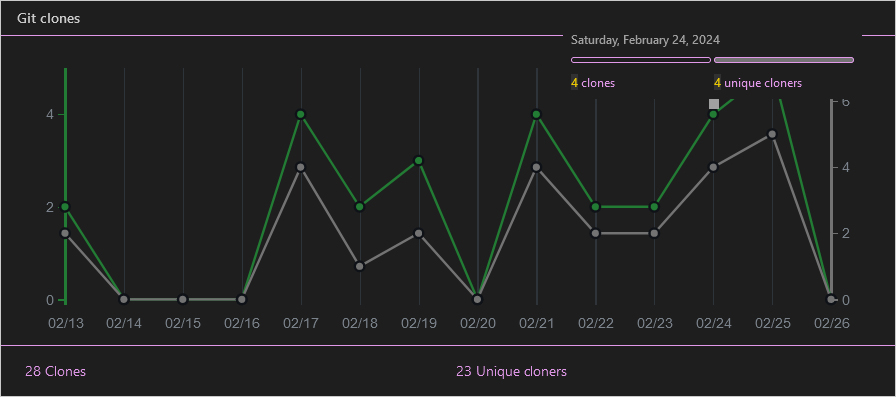 Git clones
Saturday, February 24, 2024
4 clones 4 unique cloners
4 6
4
2 2
0 0
02/13 02/14 02/15 02/16 02/17 02/18 02/19 02/20 02/21 02/22 02/23 02/24 02/25 02/26
28 Clones 23 Unique cloners